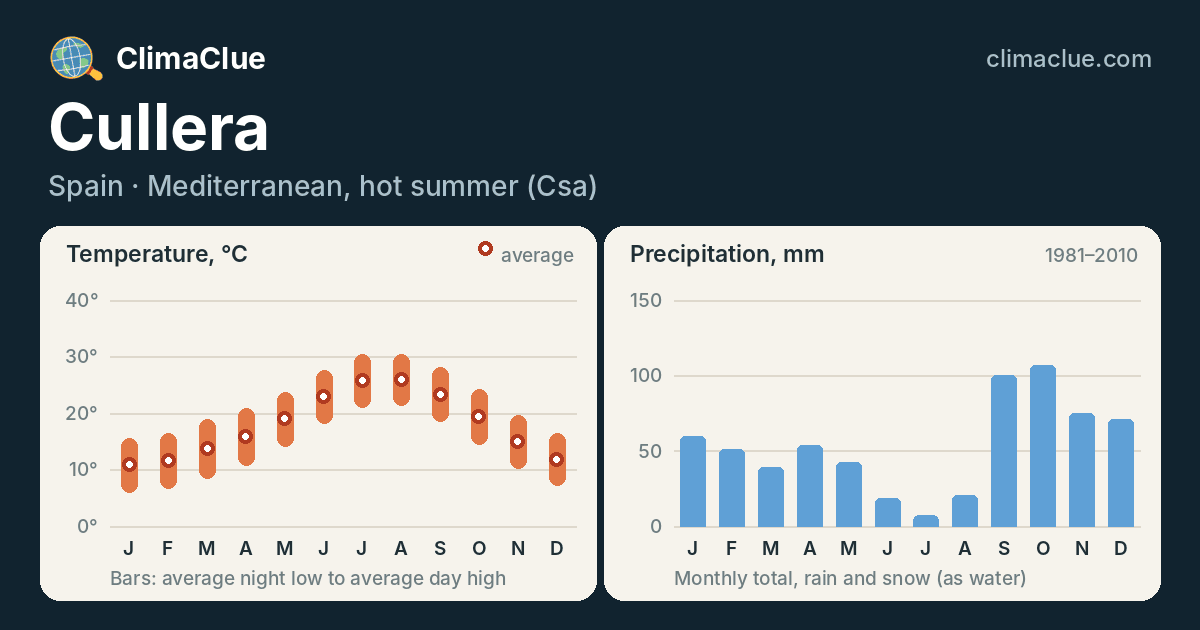 ClimaClue
climaclue.com
Cullera
Spain · Mediterranean, hot summer (Csa)
Temperature, °C
average
40°
30°
20°
10°
0°
J F M A M J J A S O N D
Bars: average night low to average day high
Precipitation, mm
1981–2010
150
100
50
0
J F M A M J J A S O N D
Monthly total, rain and snow (as water)